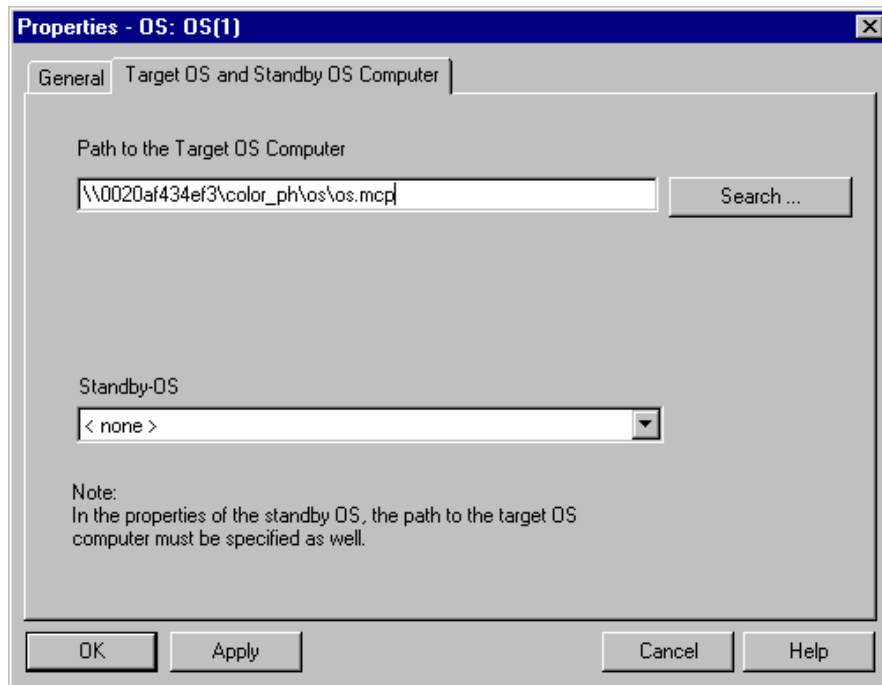 Properties - OS: OS(1)
General
Target OS and Standby OS Computer
Path to the Target OS Computer
\\0020af434ef3\color_ph\os\os.mcp
Search ...
Standby-OS
< none >
Note:
In the properties of the standby OS, the path to the target OS
computer must be specified as well.
OK
Apply
Cancel
Help